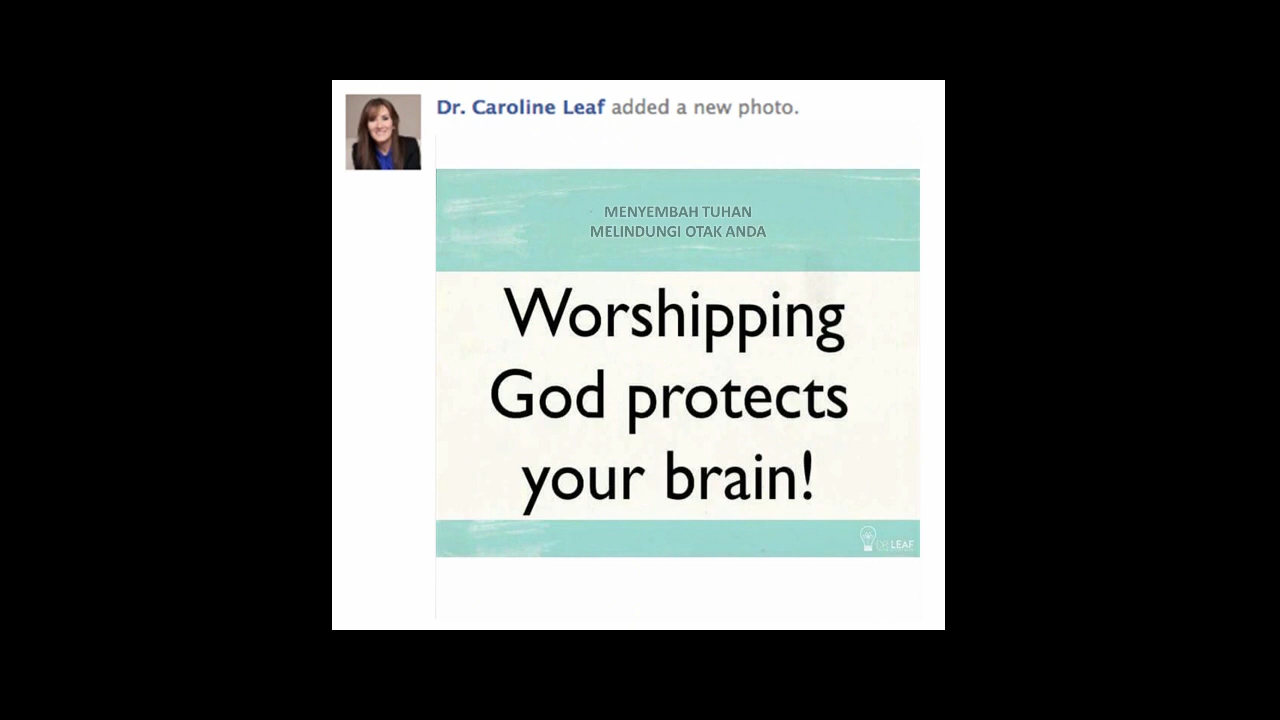 Dr. Caroline Leaf added a new photo.
MENYEMBAH TUHAN
MELINDUNGI OTAK ANDA
Worshipping
God protects
your brain!
DR LEAF